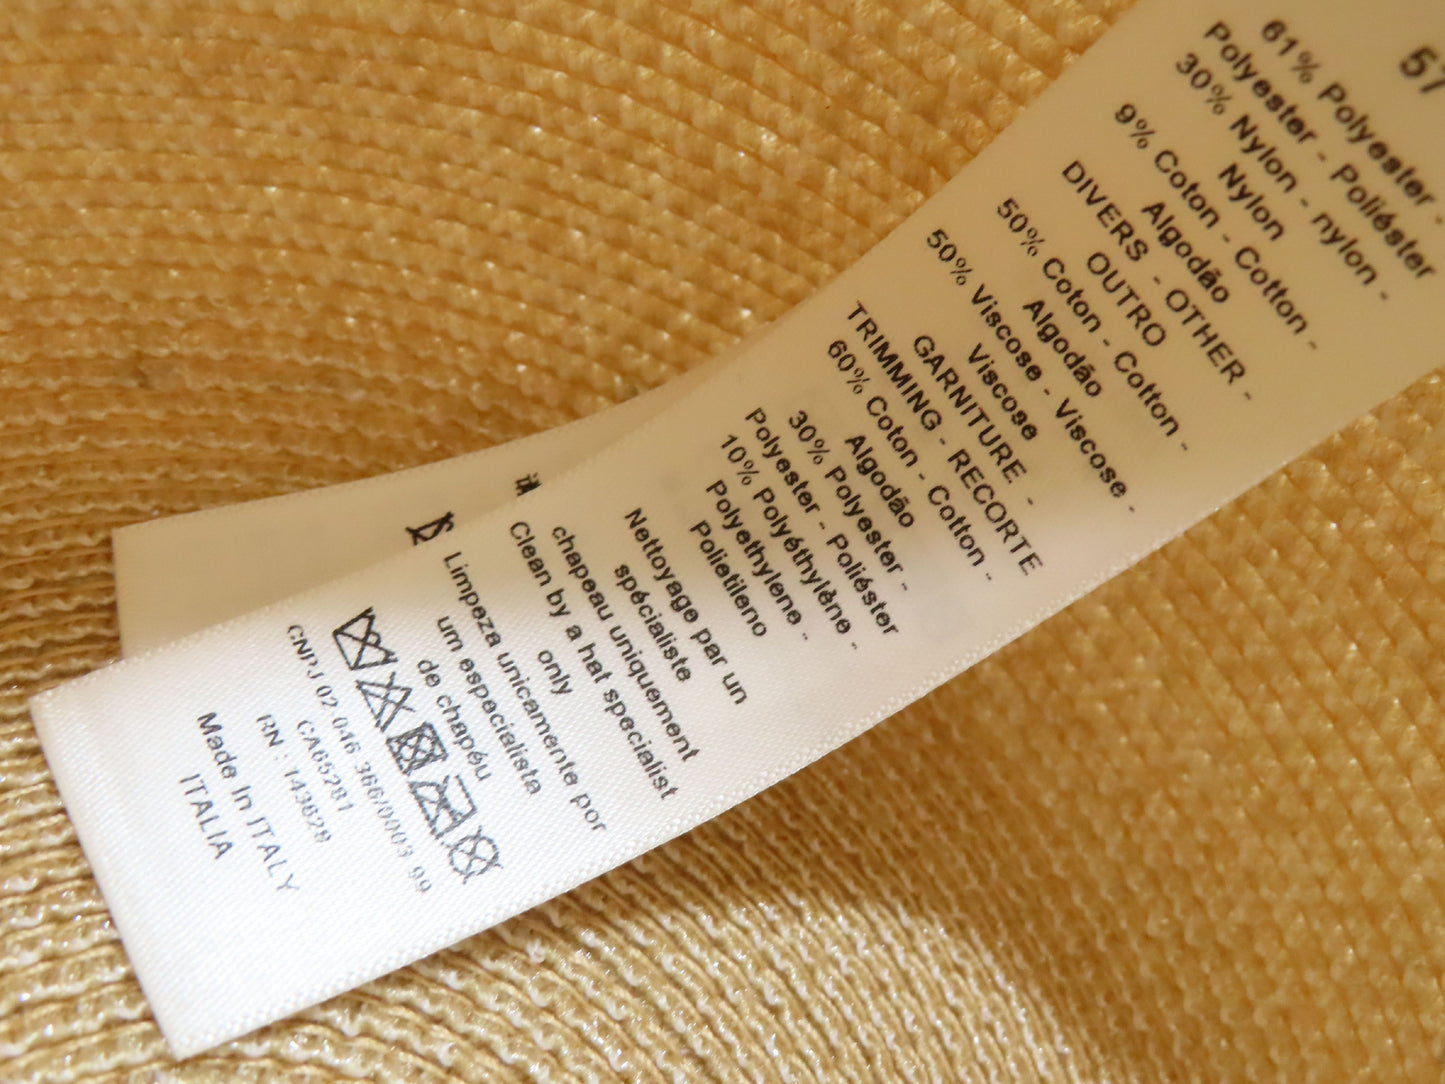 57
61% Polyester -
Polyester - Poliéster
30% Nylon - nylon -
Nylon
9% Coton - Cotton -
Algodão
DIVERS - OTHER -
OUTRO
50% Coton - Cotton -
Algodão
50% Viscose - Viscose -
Viscose
GARNITURE -
TRIMMING - RECORTE
60% Coton - Cotton -
Algodão
30% Polyester -
Polyester - Poliéster
10% Polyéthylène -
Polyethylene -
Polietileno
Nettoyage par un
spécialiste
chapeau uniquement
Clean by a hat specialist
only
Limpeza unicamente por
um especialista
de chapéu
CNPJ 02 046 366/0003 99
CA65281
RN : 143628
Made In ITALY
ITALIA